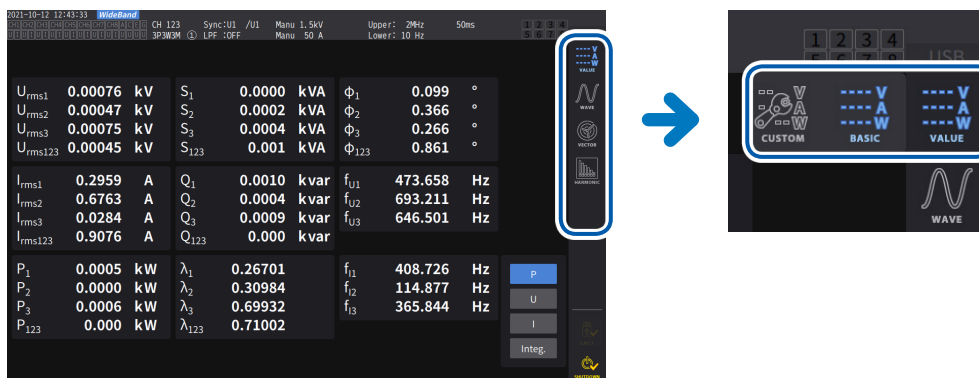 2021-10-12 12:43:33 WideBand
CH 123 Sync:U1 /U1 Manu 1.5kV Upper: 2MHz 50ms 1 2 3 4
3P3W3M ① LPF :OFF Manu 50 A Lower: 10 Hz 5 6 7 8
Urms1 0.00076 kV S1 0.0000 kVA ϕ1 0.099 °
Urms2 0.00047 kV S2 0.0002 kVA ϕ2 0.366 °
Urms3 0.00075 kV S3 0.0004 kVA ϕ3 0.266 °
Urms123 0.00045 kV S123 0.001 kVA ϕ123 0.861 °
Irms1 0.2959 A Q1 0.0010 kvar fU1 473.658 Hz
Irms2 0.6763 A Q2 0.0004 kvar fU2 693.211 Hz
Irms3 0.0284 A Q3 0.0009 kvar fU3 646.501 Hz
Irms123 0.9076 A Q123 0.000 kvar
P1 0.0005 kW λ1 0.26701 fI1 408.726 Hz
P2 0.0000 kW λ2 0.30984 fI2 114.877 Hz
P3 0.0006 kW λ3 0.69932 fI3 365.844 Hz
P123 0.000 kW λ123 0.71002
P
U
I
Integ.
V
A
W
VALUE
WAVE
VECTOR
HARMONIC
SHUTDOWN
1 2 3 4
5 6 7 8
USB
V V V
A A A
W W W
CUSTOM BASIC VALUE
WAVE